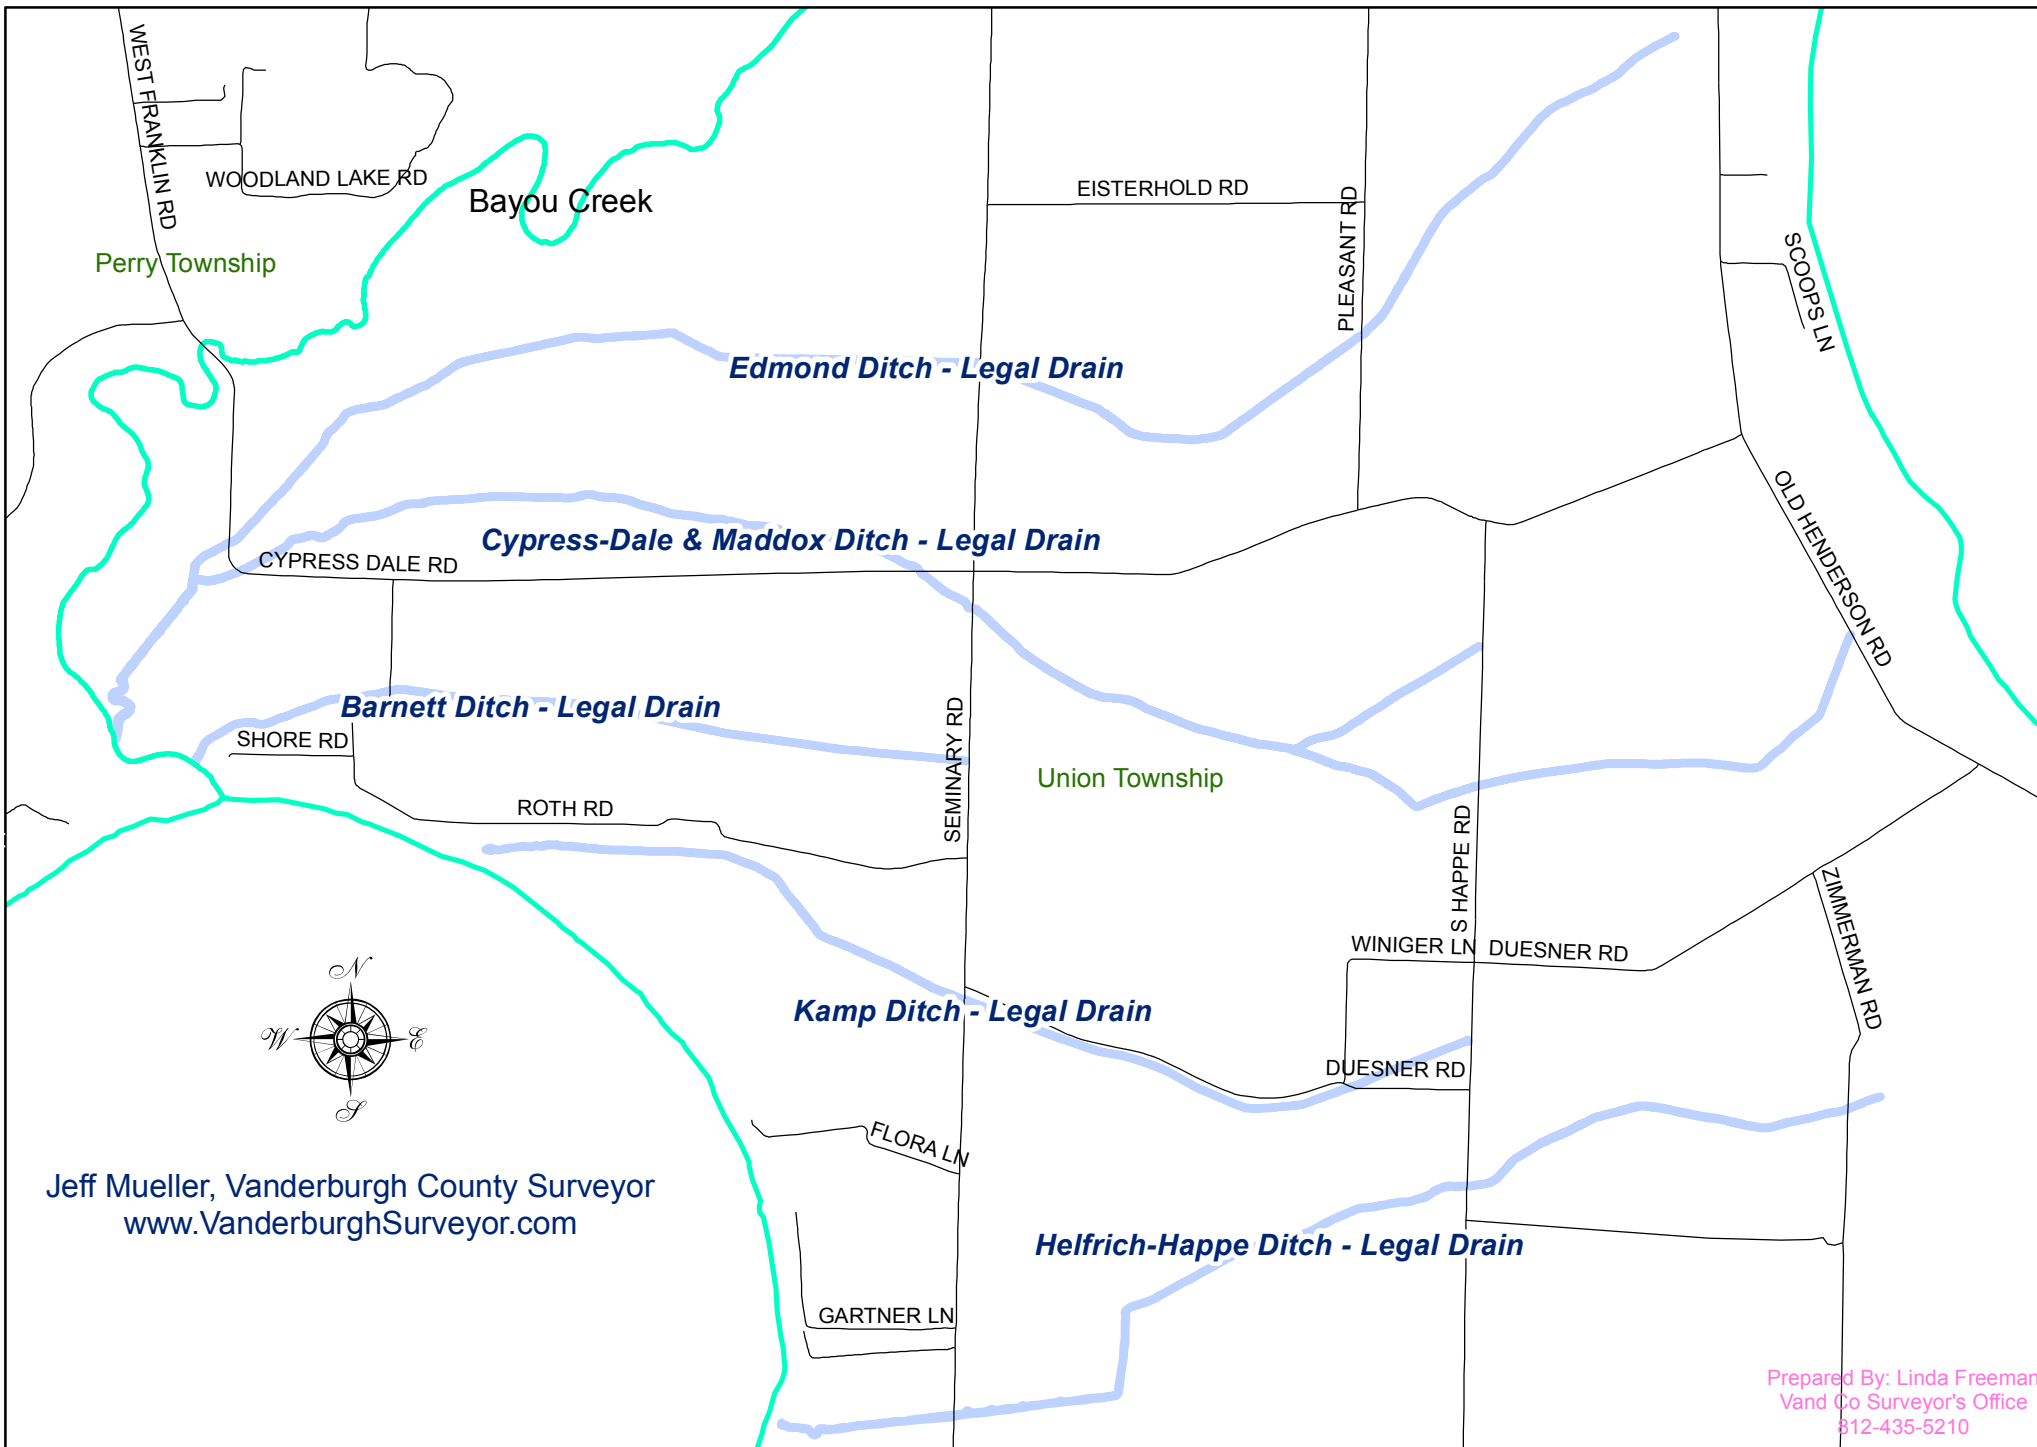 WEST FRANKLIN RD
WOODLAND LAKE RD
Bayou Creek
EISTERHOLD RD
PLEASANT RD
SCOOPS LN
Perry Township
Edmond Ditch - Legal Drain
Cypress-Dale & Maddox Ditch - Legal Drain
CYPRESS DALE RD
OLD HENDERSON RD
Barnett Ditch - Legal Drain
SHORE RD
SEMINARY RD
Union Township
ROTH RD
S HAPPE RD
ZIMMERMAN RD
WINIGER LN
DUESNER RD
N
W
E
S
Kamp Ditch - Legal Drain
DUESNER RD
FLORA LN
Jeff Mueller, Vanderburgh County Surveyor
www.VanderburghSurveyor.com
Helfrich-Happe Ditch - Legal Drain
GARTNER LN
Prepared By: Linda Freeman
Vand Co Surveyor's Office
812-435-5210